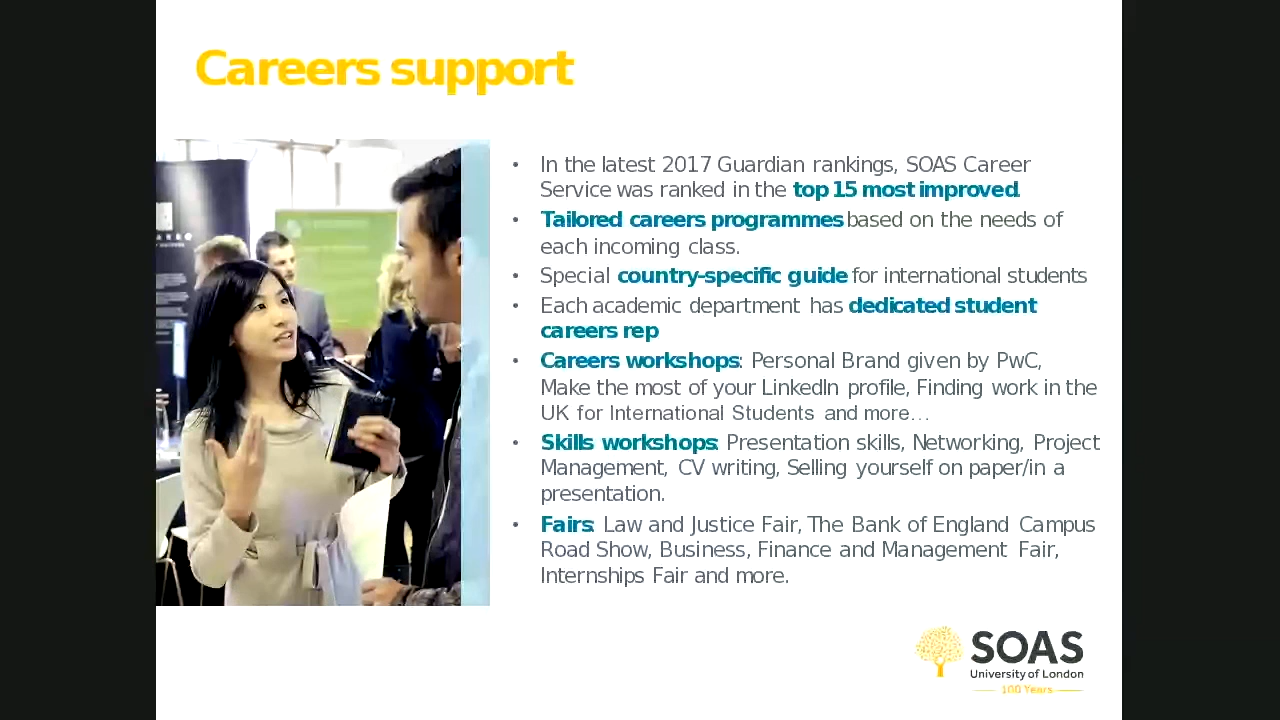 Careers support
• In the latest 2017 Guardian rankings, SOAS Career
Service was ranked in the top 15 most improved.
• Tailored careers programmes based on the needs of
each incoming class.
• Special country-specific guide for international students
• Each academic department has dedicated student
careers rep
• Careers workshops: Personal Brand given by PwC,
Make the most of your LinkedIn profile, Finding work in the
UK for International Students and more…
• Skills workshops: Presentation skills, Networking, Project
Management, CV writing, Selling yourself on paper/in a
presentation.
• Fairs: Law and Justice Fair, The Bank of England Campus
Road Show, Business, Finance and Management Fair,
Internships Fair and more.
SOAS
University of London
100 Years